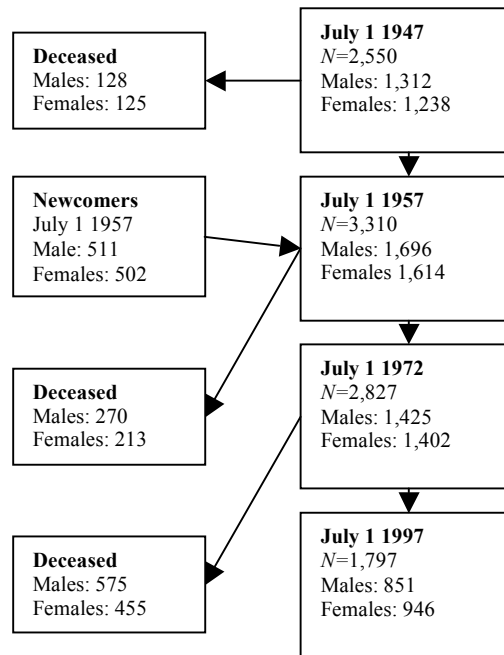 July 1 1947
N=2,550
Males: 1,312
Females: 1,238
Deceased
Males: 128
Females: 125
Newcomers
July 1 1957
Male: 511
Females: 502
July 1 1957
N=3,310
Males: 1,696
Females 1,614
Deceased
Males: 270
Females: 213
July 1 1972
N=2,827
Males: 1,425
Females: 1,402
Deceased
Males: 575
Females: 455
July 1 1997
N=1,797
Males: 851
Females: 946